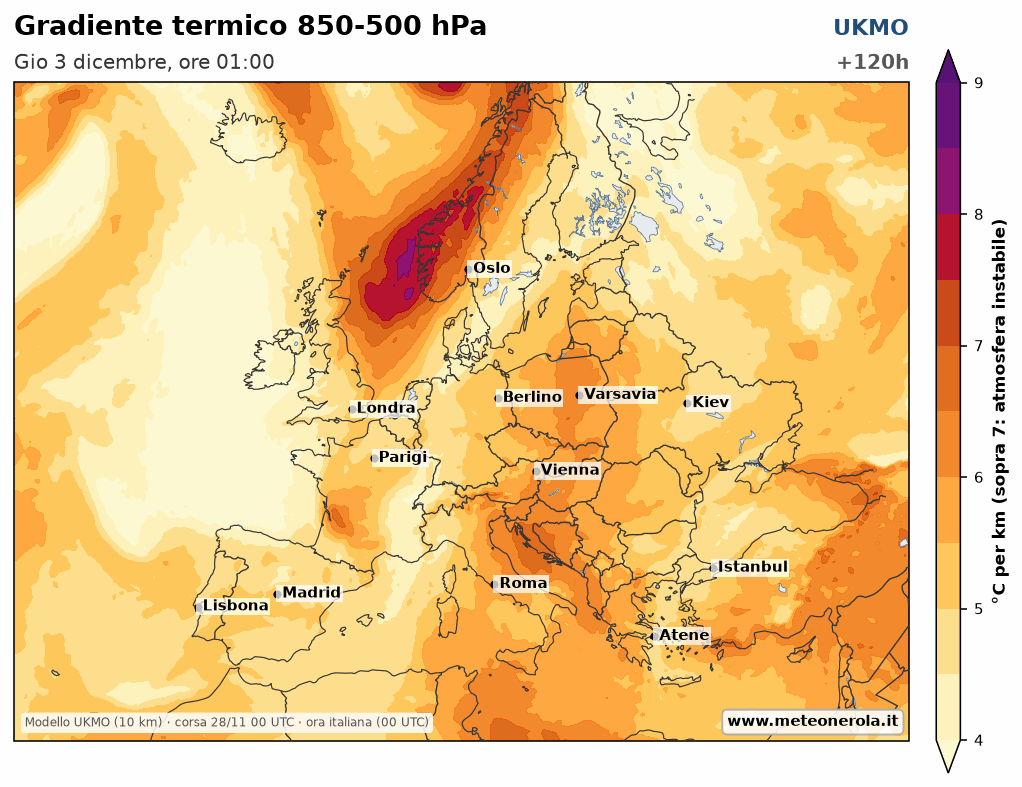 Gradiente termico 850-500 hPa
UKMO
Gio 3 dicembre, ore 01:00
+120h
Oslo
Londra
Berlino
Varsavia
Kiev
Parigi
Vienna
Istanbul
Roma
Madrid
Lisbona
Atene
Modello UKMO (10 km) · corsa 28/11 00 UTC · ora italiana (00 UTC)
www.meteonerola.it
9
8
7
6
5
4
°C per km (sopra 7: atmosfera instabile)